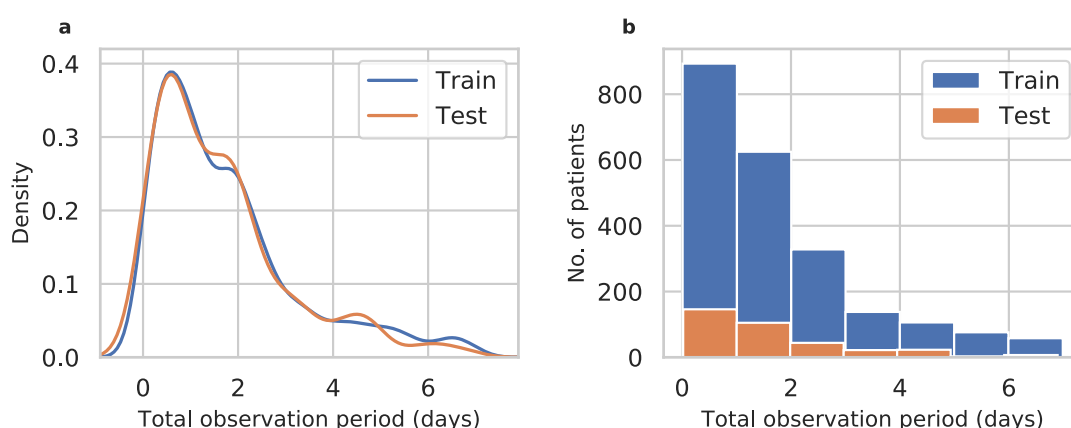 a
0.4
0.3
0.2
0.1
0.0
Density
0 2 4 6
Total observation period (days)
Train
Test
b
800
600
400
200
0
No. of patients
0 2 4 6
Total observation period (days)
Train
Test